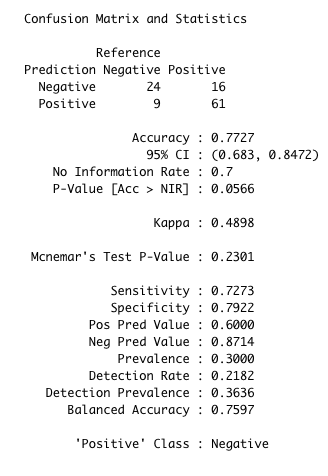 Confusion Matrix and Statistics
Reference
Prediction Negative Positive
Negative 24 16
Positive 9 61
Accuracy : 0.7727
95% CI : (0.683, 0.8472)
No Information Rate : 0.7
P-Value [Acc > NIR] : 0.0566
Kappa : 0.4898
Mcnemar's Test P-Value : 0.2301
Sensitivity : 0.7273
Specificity : 0.7922
Pos Pred Value : 0.6000
Neg Pred Value : 0.8714
Prevalence : 0.3000
Detection Rate : 0.2182
Detection Prevalence : 0.3636
Balanced Accuracy : 0.7597
'Positive' Class : Negative